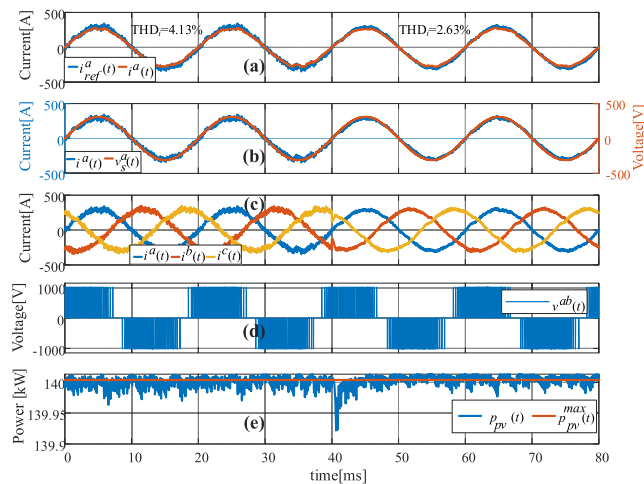 500
THDᵢ=4.13%
THDᵢ=2.63%
Current[A]
0
(a)
-500
i^a_ref(t) i^a(t)
500
500
Current[A]
0
0
Voltage[V]
(b)
-500
i^a(t) v^a_s(t)
-500
500
(c)
Current[A]
0
-500
i^a(t) i^b(t) i^c(t)
1000
v^ab(t)
Voltage[V]
0
(d)
-1000
140
Power [kW]
139.95
(e)
p_pv(t) p^max_pv(t)
139.9
0 10 20 30 40 50 60 70 80
time[ms]